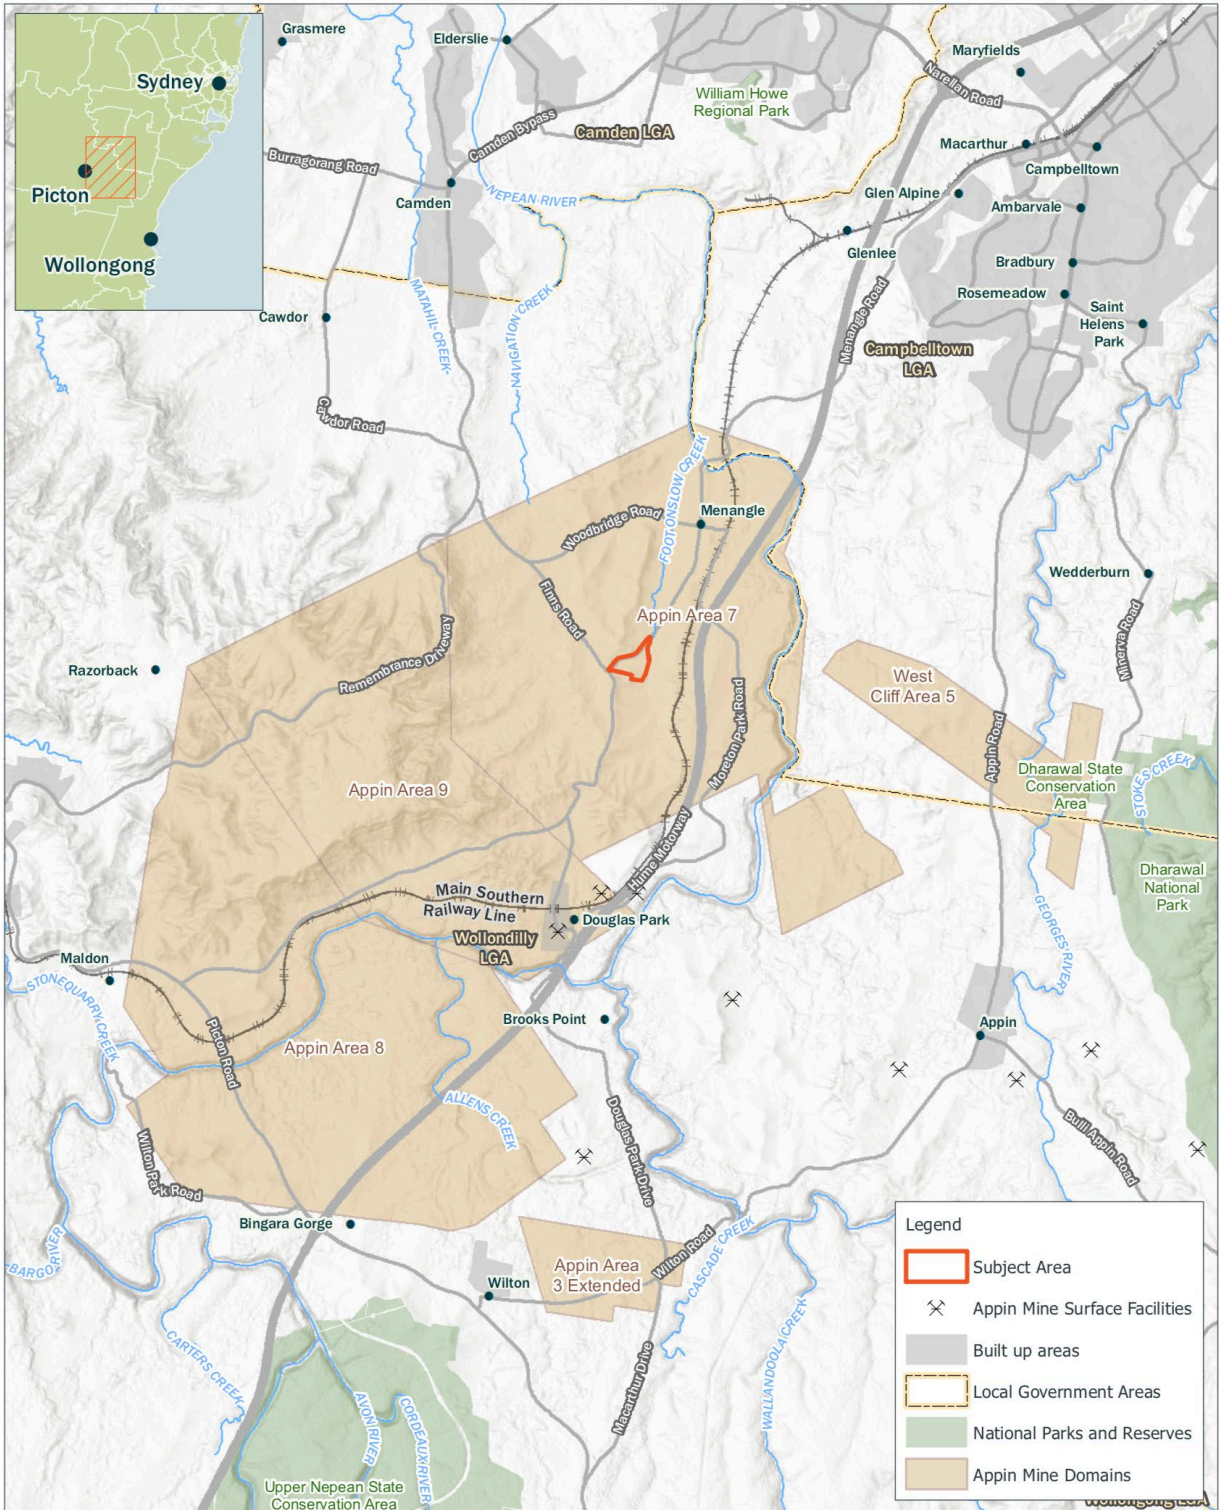 Grasmere
Elderslie
Maryfields
Sydney
Narellan Road
William Howe
Regional Park
Camden Bypass
Camden LGA
Macarthur
Campbelltown
Burragorang Road
Picton
Camden
NEPEAN RIVER
Glen Alpine
Ambarvale
Glenlee
Wollongong
Bradbury
Rosemeadow
MATAHIL CREEK
NAVIGATION CREEK
Menangle Road
Saint
Helens
Park
Cawdor
Campbelltown
LGA
Cawdor Road
FOOT ONSLOW CREEK
Woodbridge Road
Menangle
Finns Road
Wedderburn
Appin Area 7
Remembrance Driveway
Minerva Road
Razorback
West
Cliff Area 5
Moreton Park Road
Appin Road
Appin Area 9
Dharawal State
Conservation
Area
STOKES CREEK
Hume Motorway
Dharawal
National
Park
Main Southern
Railway Line
Douglas Park
Wollondilly
LGA
GEORGES RIVER
Maldon
STONEQUARRY CREEK
Brooks Point
Appin
Picton Road
Appin Area 8
ALLENS CREEK
Douglas Park Drive
Bulli Appin Road
Wilton Park Road
Bingara Gorge
BARGO RIVER
Wilton Road
CASCADE CREEK
Appin Area
3 Extended
Wilton
CARTERS CREEK
Macarthur Drive
WALLANDOOLA CREEK
AVON RIVER
CORDEAUX RIVER
Upper Nepean State
Conservation Area
Legend
Subject Area
Appin Mine Surface Facilities
Built up areas
Local Government Areas
National Parks and Reserves
Appin Mine Domains
Wollongong LGA